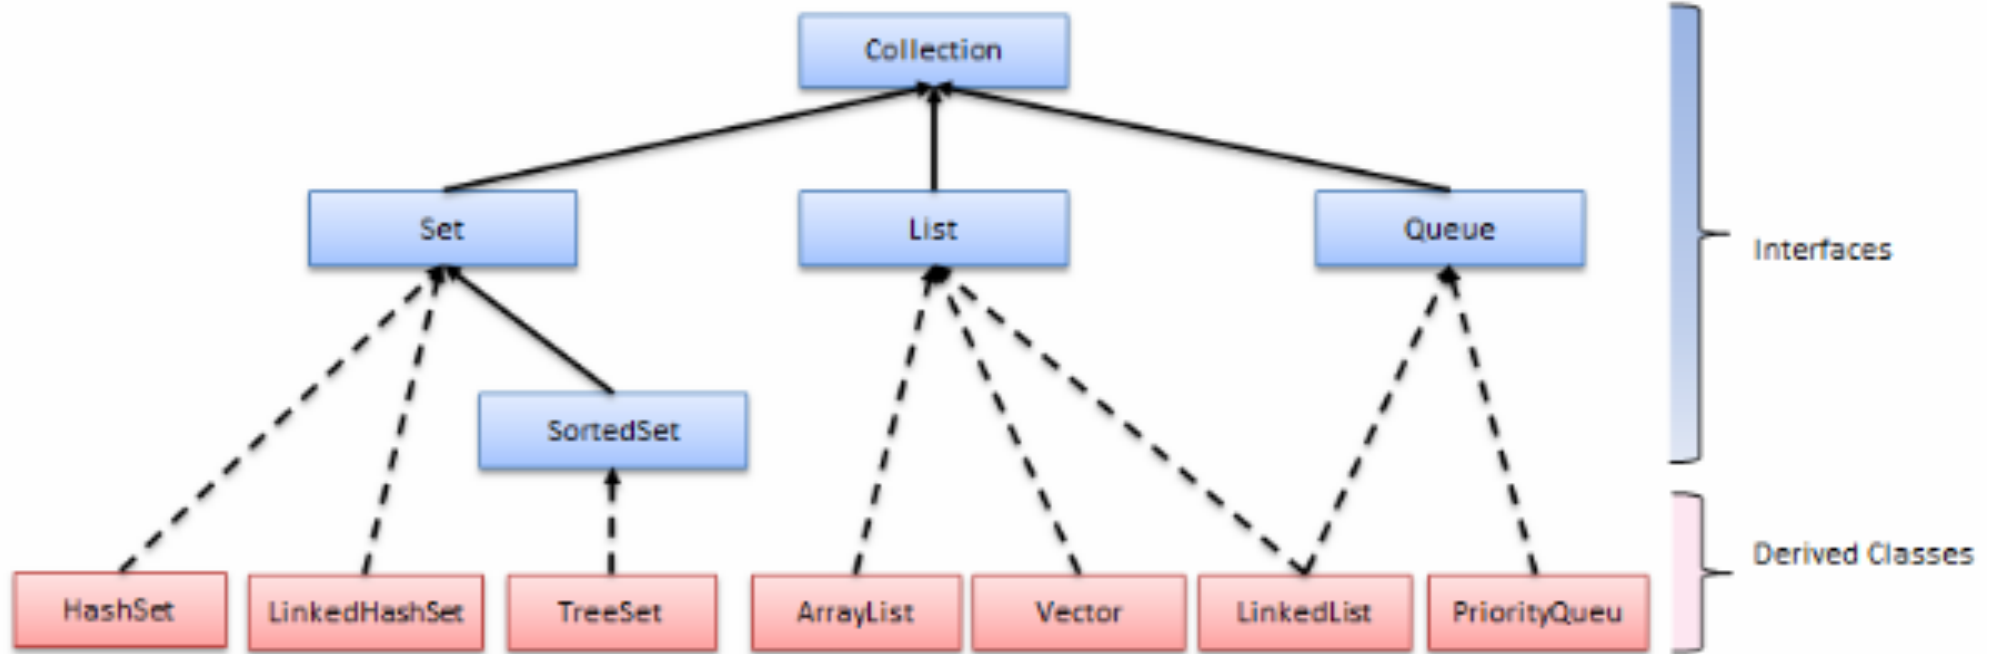 Collection
Set
List
Queue
Interfaces
SortedSet
Derived Classes
HashSet
LinkedHashSet
TreeSet
ArrayList
Vector
LinkedList
PriorityQueu